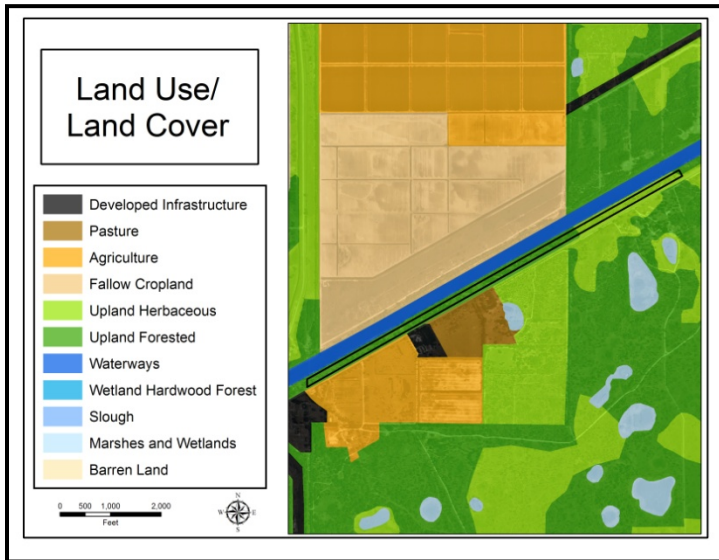 Land Use/
Land Cover
Developed Infrastructure
Pasture
Agriculture
Fallow Cropland
Upland Herbaceous
Upland Forested
Waterways
Wetland Hardwood Forest
Slough
Marshes and Wetlands
Barren Land
0 500 1,000 2,000
Feet
N
W E
S